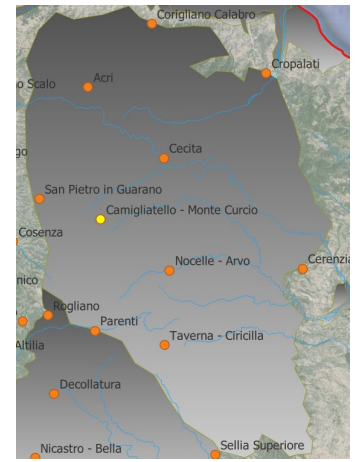 Corigliano Calabro
Cropalati
o Scalo
Acri
Cecita
go
San Pietro in Guarano
Camigliatello - Monte Curcio
Cosenza
Nocelle - Arvo
Cerenzia
nico
Rogliano
Parenti
Altilia
Taverna - Ciricilla
Decollatura
Nicastro - Bella
Sellia Superiore